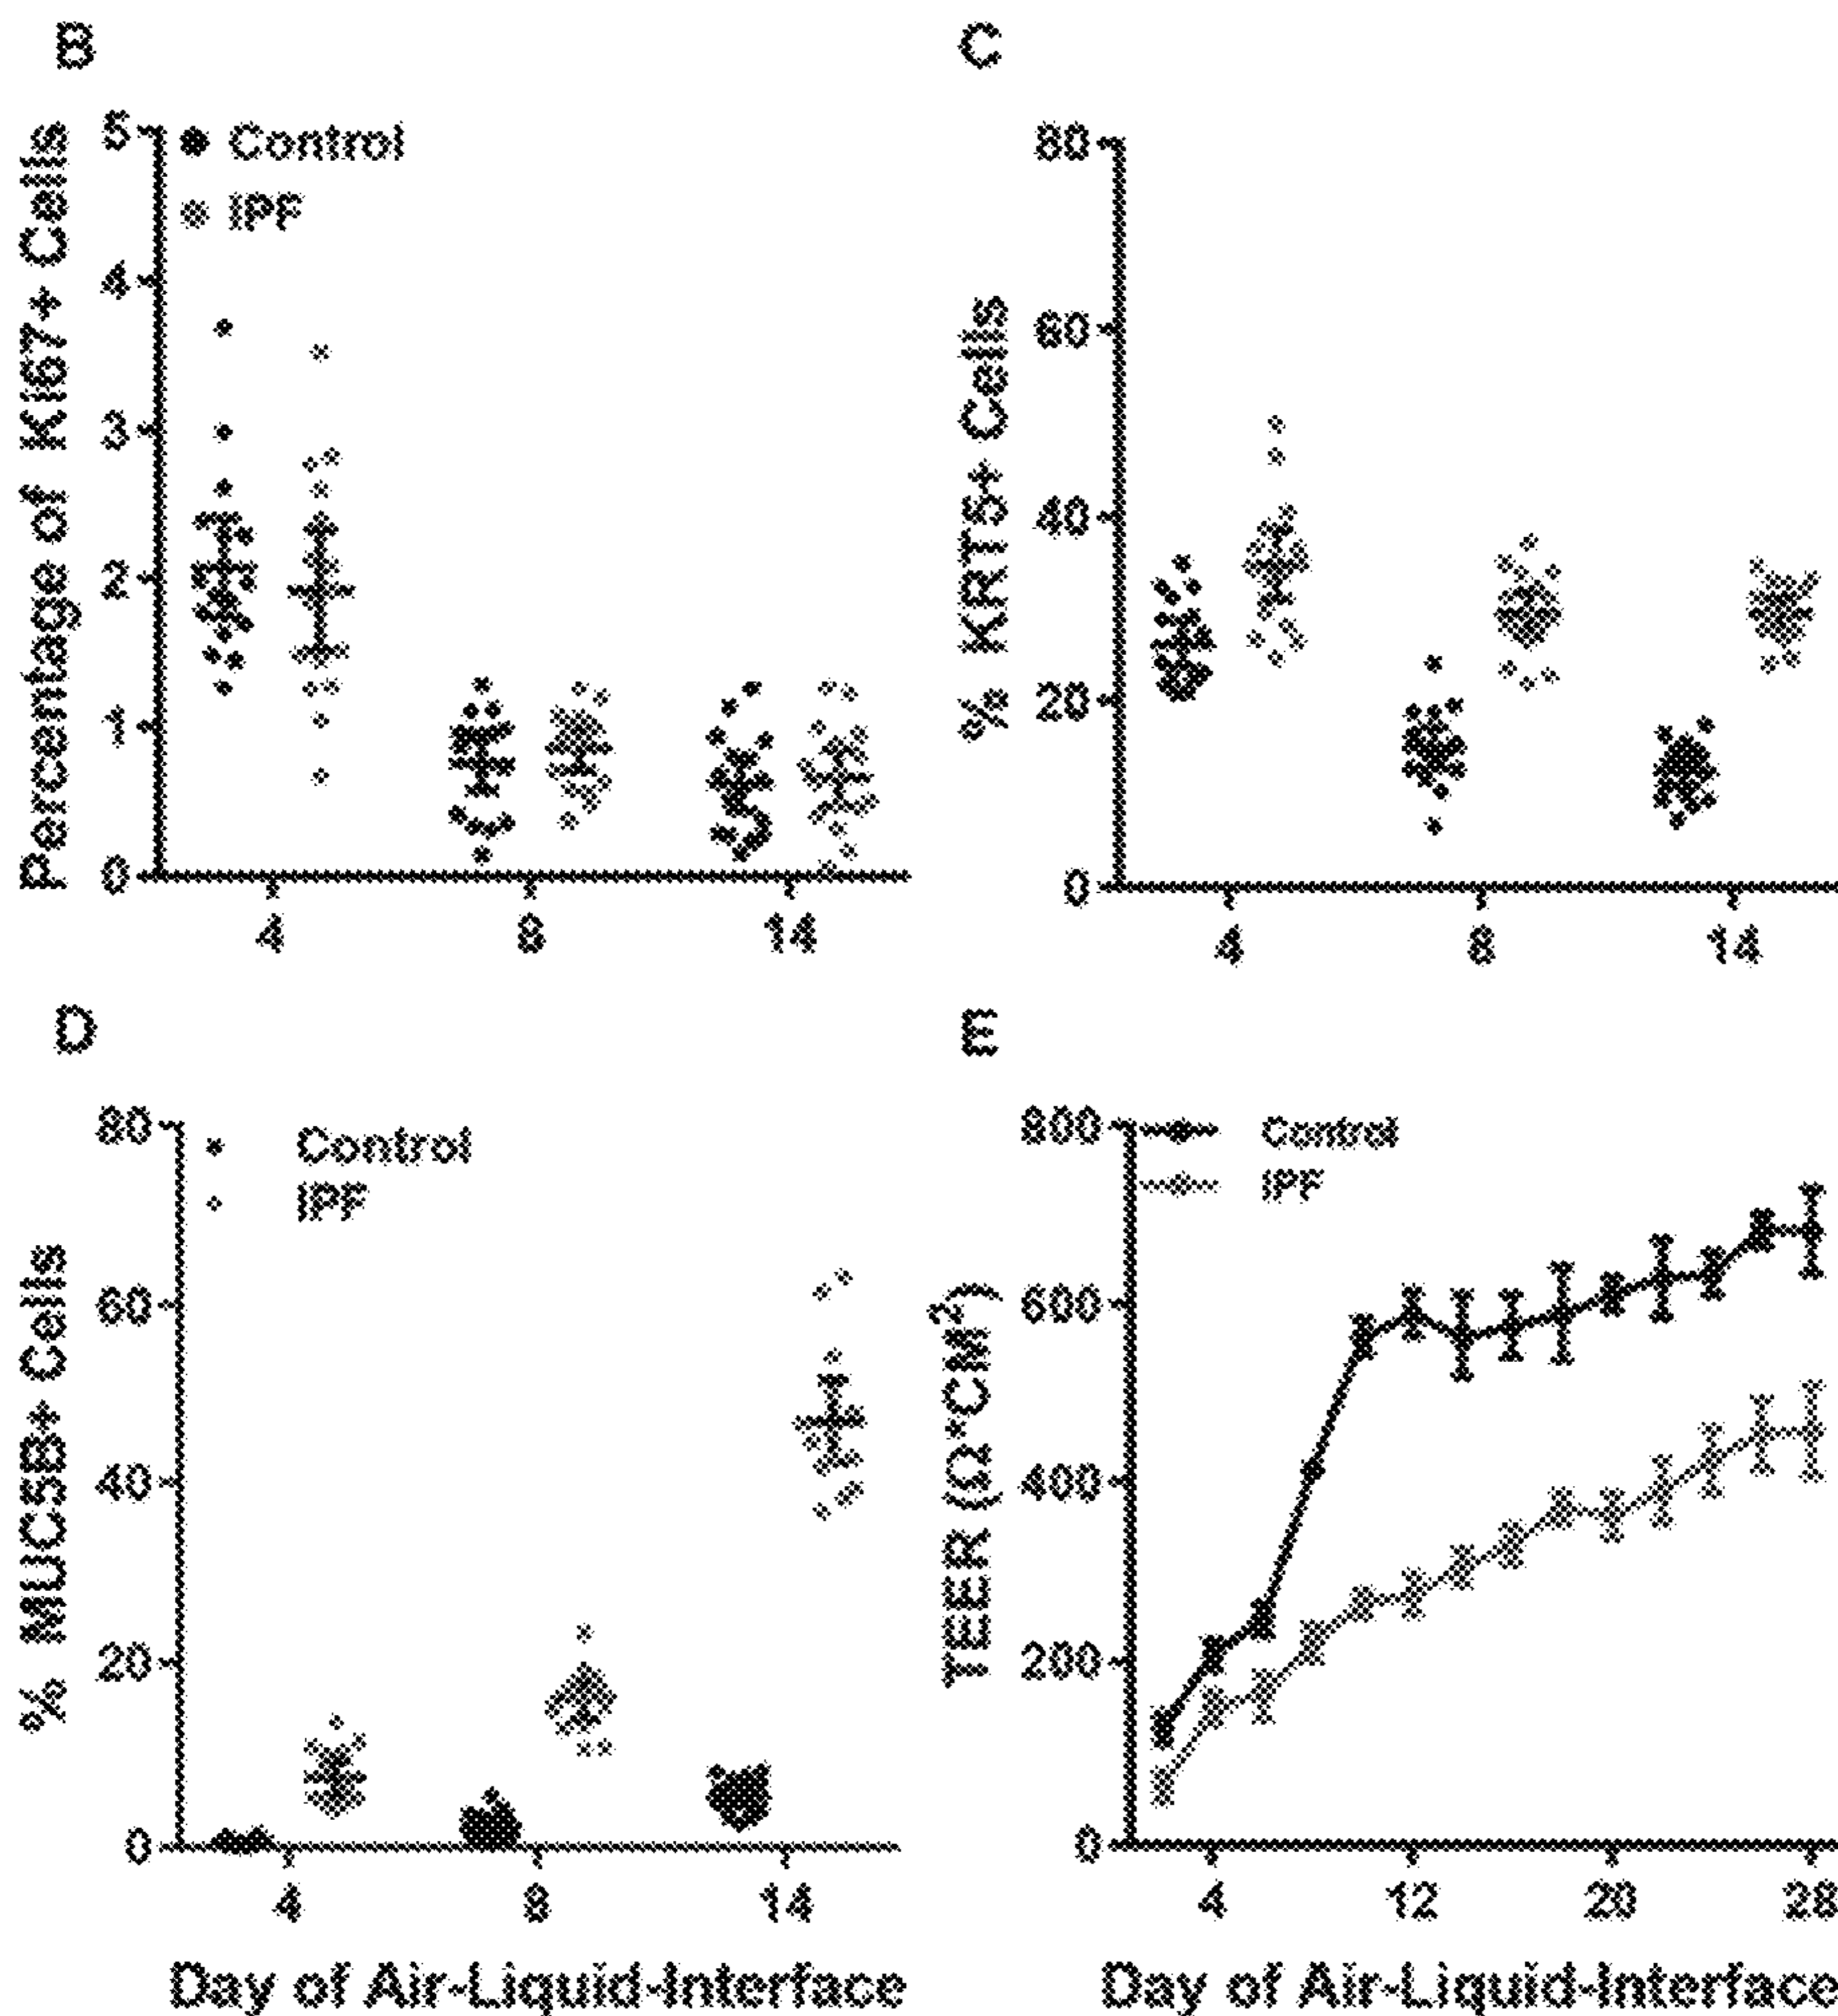 B
Percentage of Ki67+ Cells
5
4
3
2
1
0
Control
IPF
4
8
14
C
% KRT5+ Cells
80
60
40
20
0
4
8
14
D
% MUC5B+ Cells
80
60
40
20
0
Control
IPF
4
8
14
Day of Air-Liquid-Interface
E
TEER (Ω*Cm²)
800
600
400
200
0
Control
IPF
4
12
20
28
Day of Air-Liquid-Interface